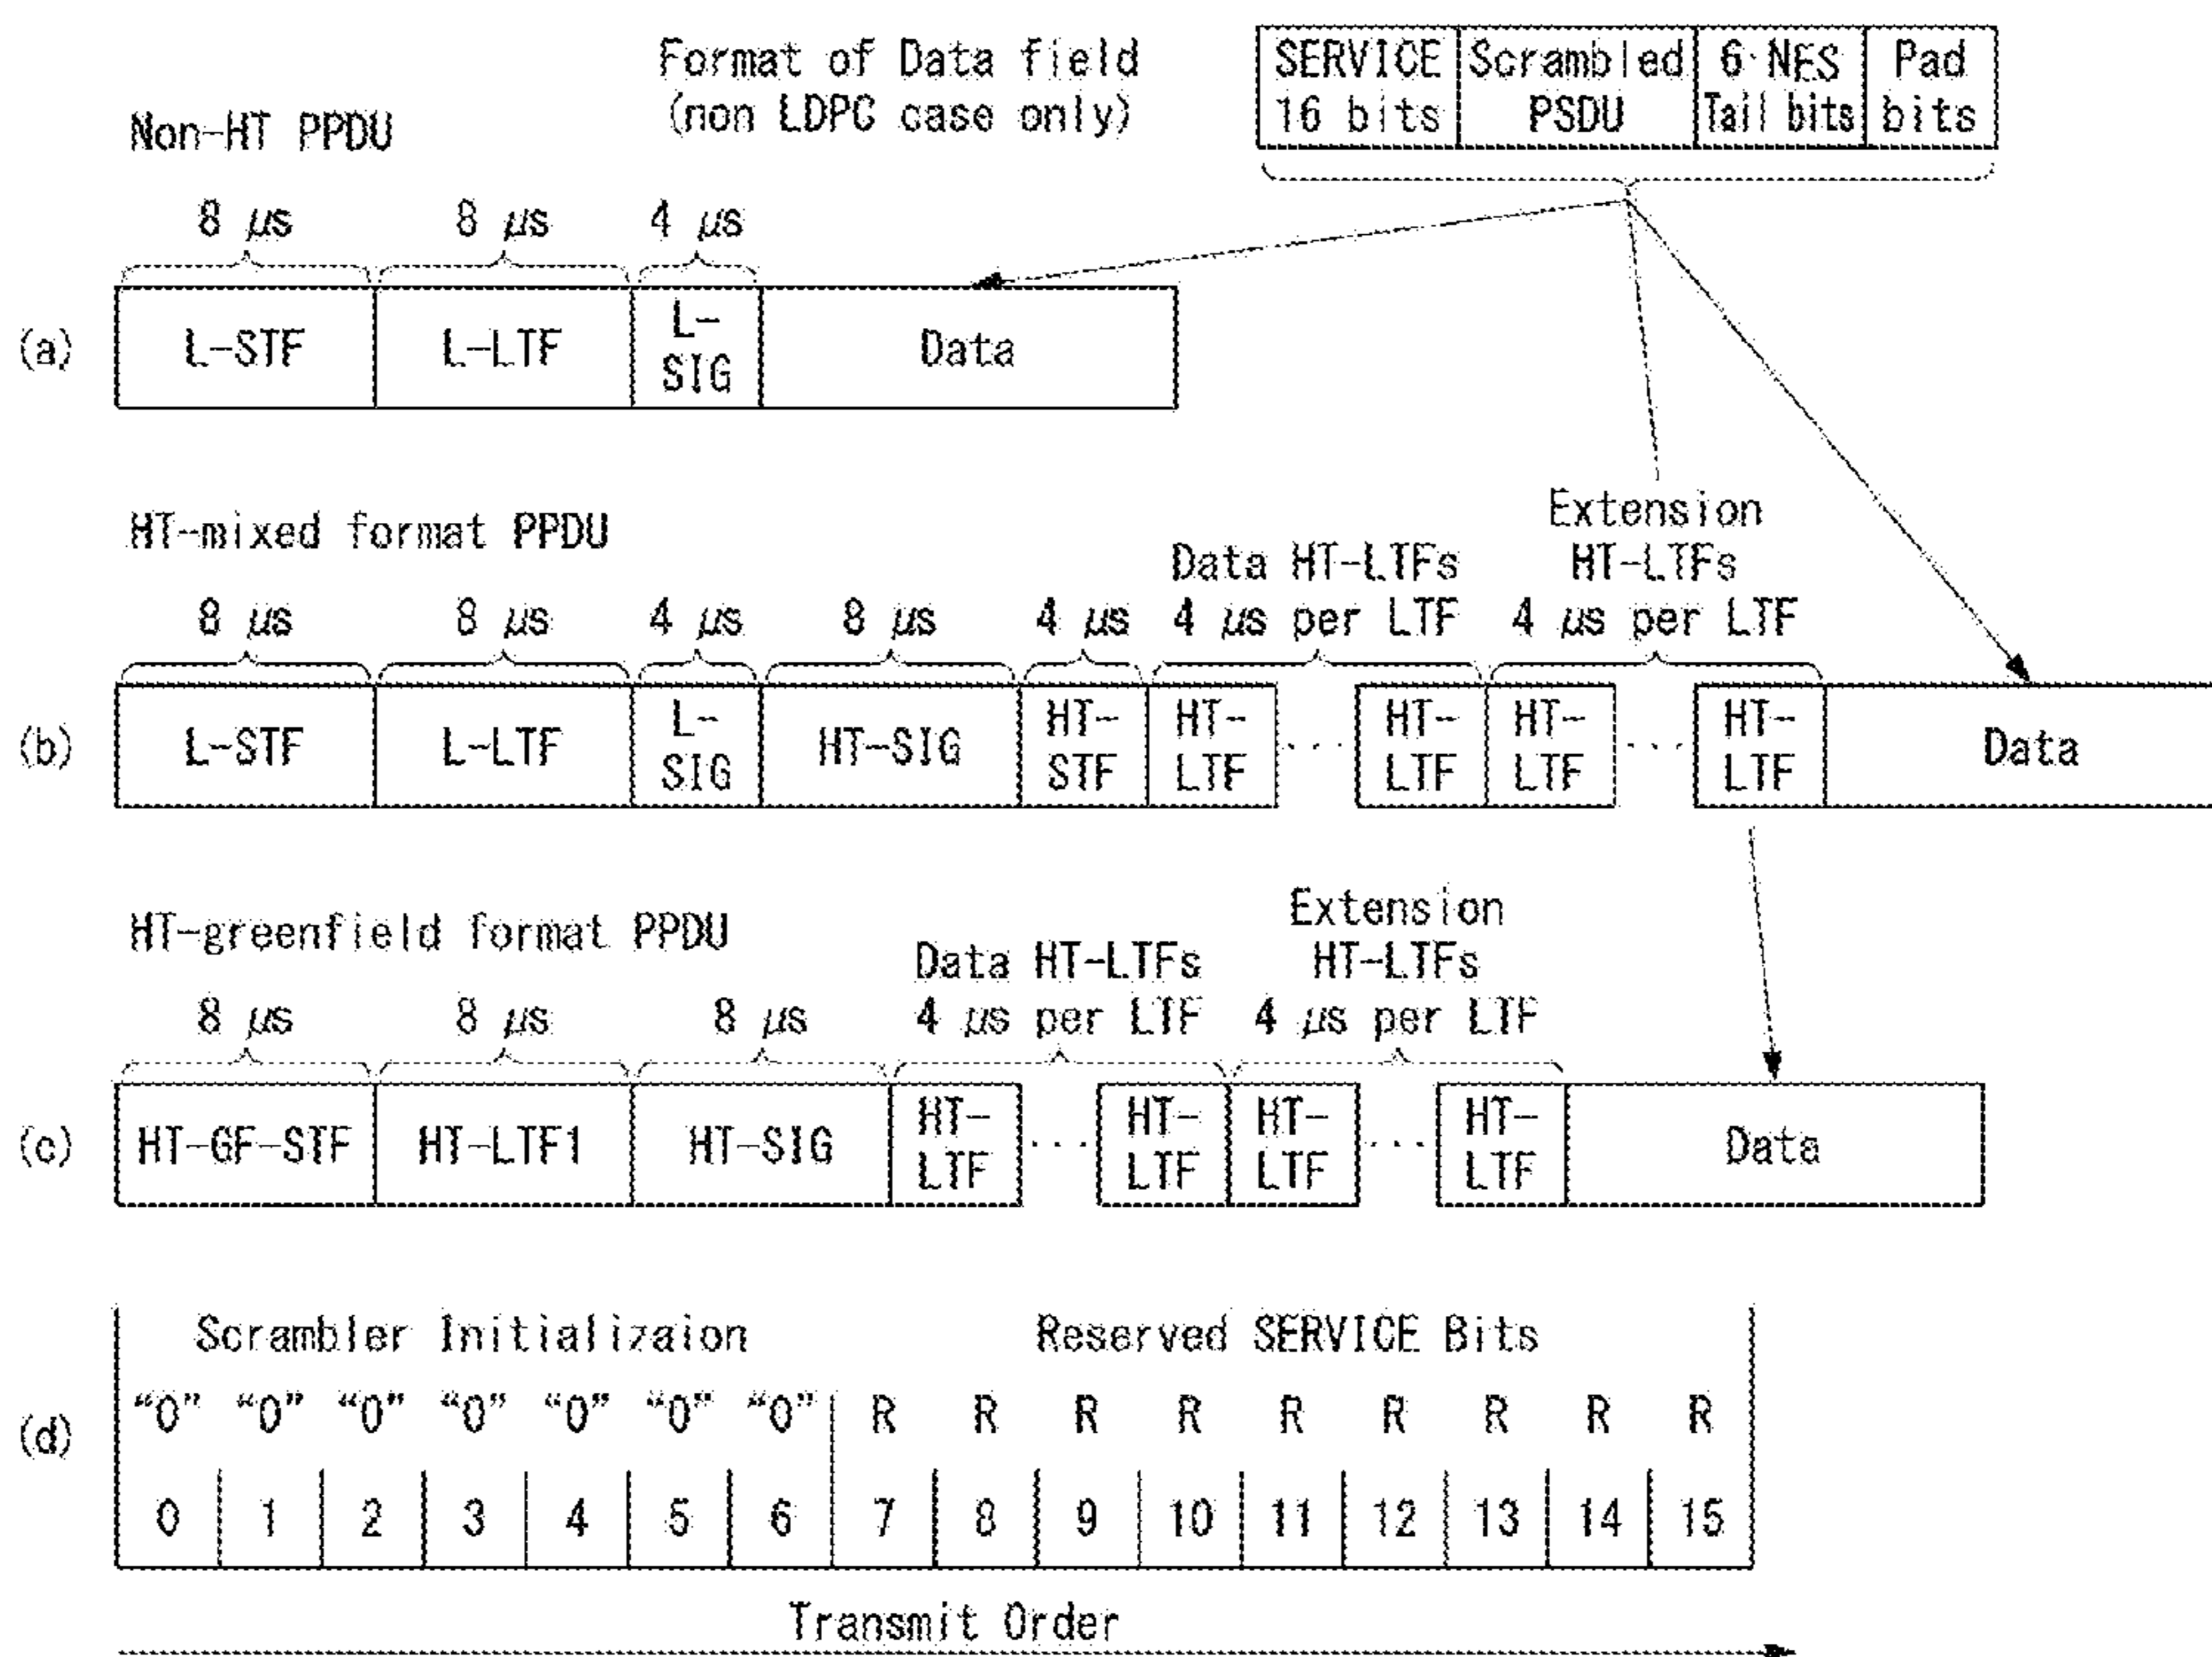 Format of Data field
(non LDPC case only)
SERVICE 16 bits
Scrambled PSDU
6·NES Tail bits
Pad bits
Non-HT PPDU
8 µs 8 µs 4 µs
(a) L-STF L-LTF L-SIG Data
HT-mixed format PPDU
Data HT-LTFs
Extension HT-LTFs
8 µs 8 µs 4 µs 8 µs 4 µs 4 µs per LTF 4 µs per LTF
(b) L-STF L-LTF L-SIG HT-SIG HT-STF HT-LTF ··· HT-LTF HT-LTF ··· HT-LTF Data
HT-greenfield format PPDU
Data HT-LTFs
Extension HT-LTFs
8 µs 8 µs 8 µs 4 µs per LTF 4 µs per LTF
(c) HT-GF-STF HT-LTF1 HT-SIG HT-LTF ··· HT-LTF HT-LTF ··· HT-LTF Data
Scrambler Initializaion Reserved SERVICE Bits
(d) “0” “0” “0” “0” “0” “0” “0” R R R R R R R R R
0 1 2 3 4 5 6 7 8 9 10 11 12 13 14 15
Transmit Order